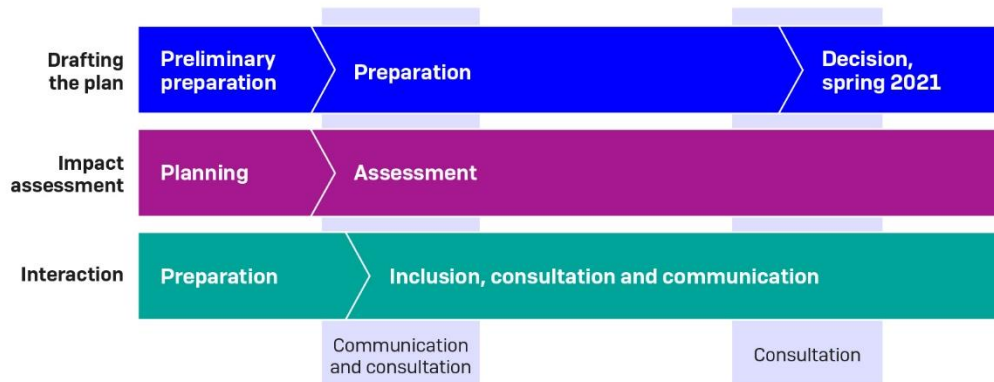 Drafting
the plan
Preliminary
preparation
Preparation
Decision,
spring 2021
Impact
assessment
Planning
Assessment
Interaction
Preparation
Inclusion, consultation and communication
Communication
and consultation
Consultation